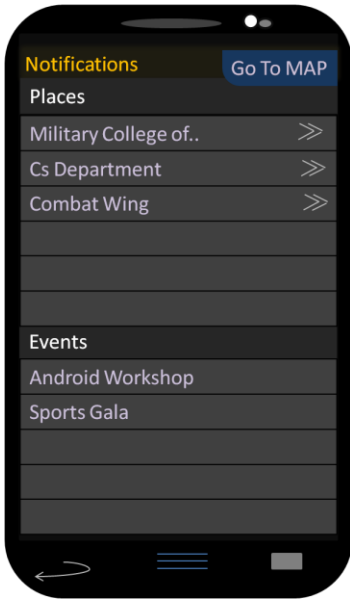 Notifications
Go To MAP
Places
Military College of..
Cs Department
Combat Wing
Events
Android Workshop
Sports Gala